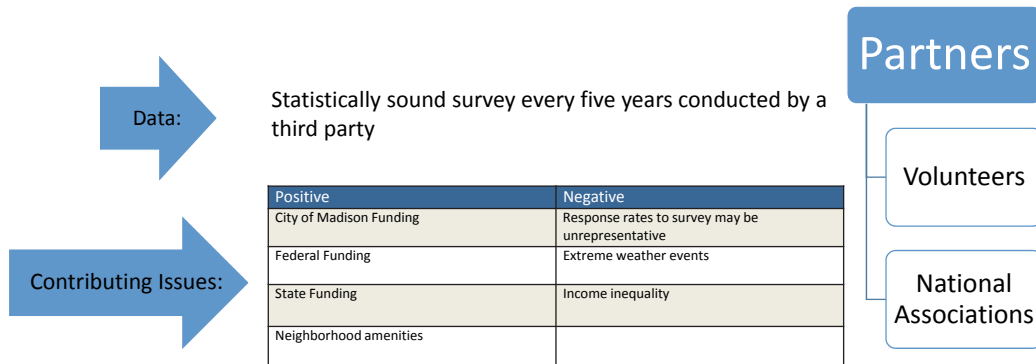 Data:
Statistically sound survey every five years conducted by a
third party
Contributing Issues:
Positive
Negative
City of Madison Funding
Response rates to survey may be
unrepresentative
Federal Funding
Extreme weather events
State Funding
Income inequality
Neighborhood amenities
Partners
Volunteers
National
Associations